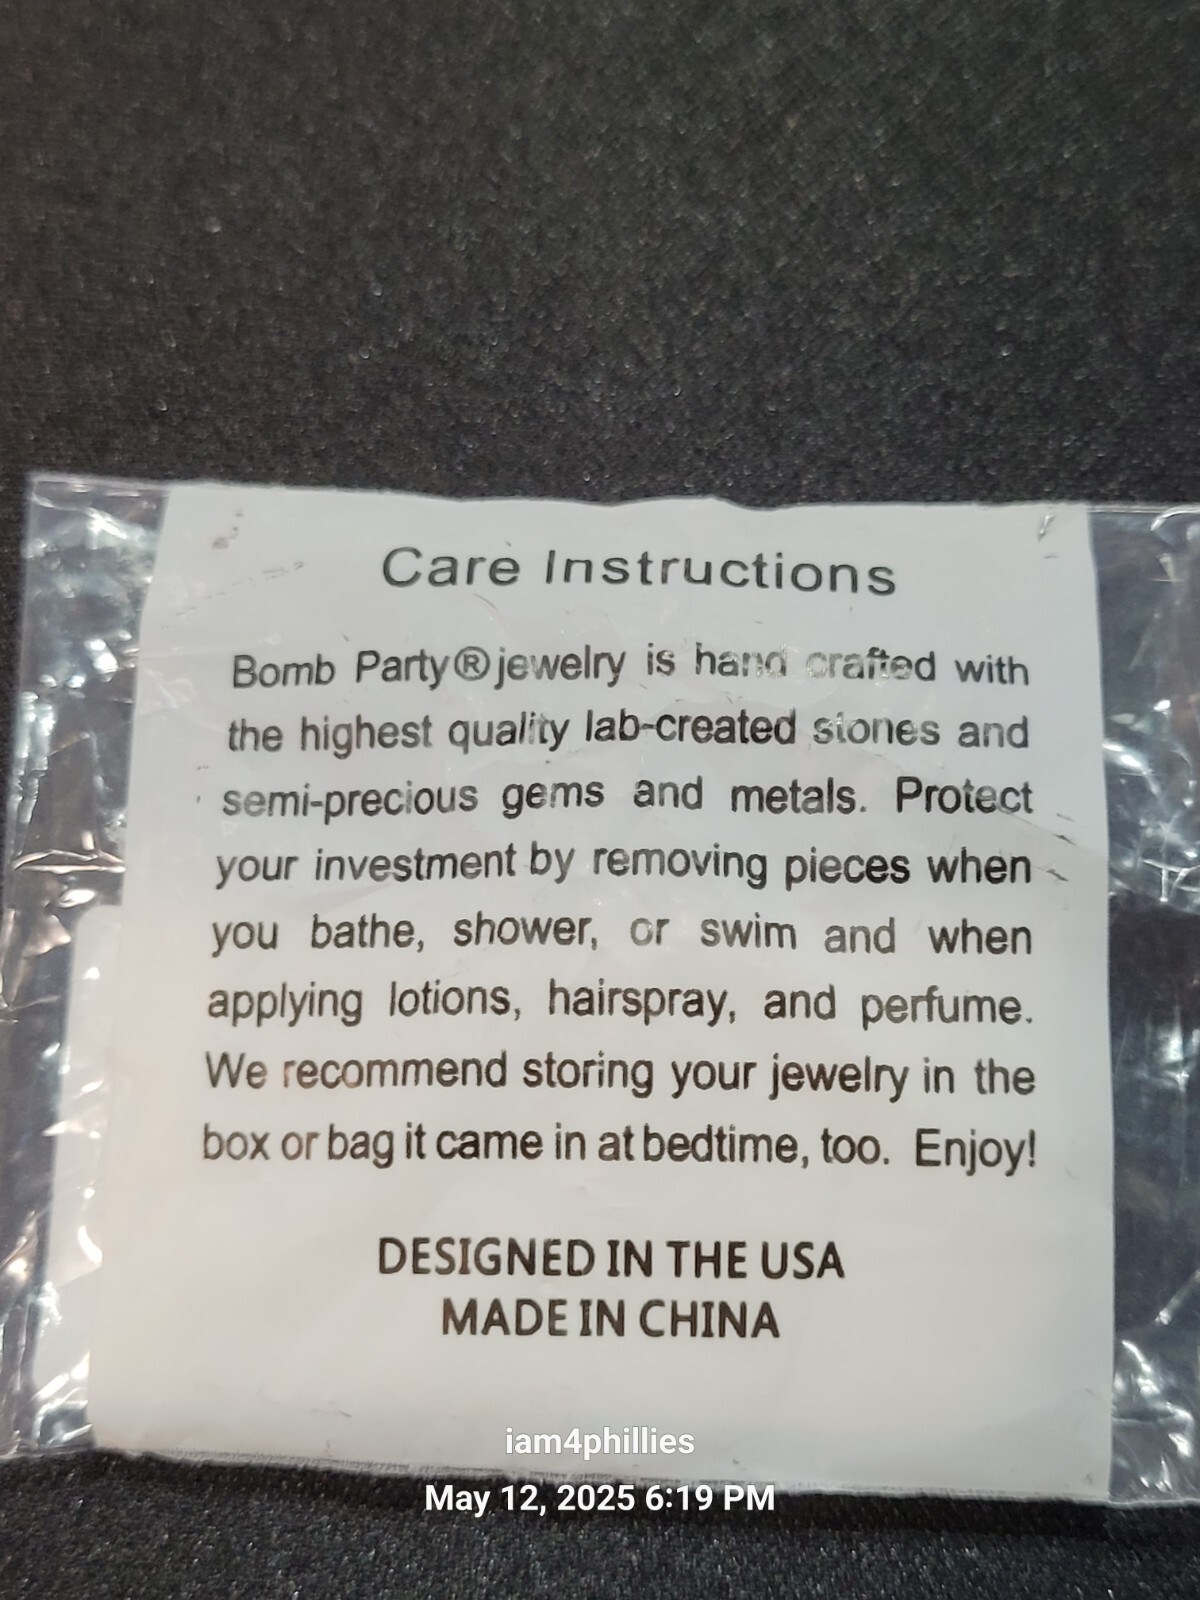 Care Instructions
Bomb Party® jewelry is hand crafted with
the highest quality lab-created stones and
semi-precious gems and metals. Protect
your investment by removing pieces when
you bathe, shower, or swim and when
applying lotions, hairspray, and perfume.
We recommend storing your jewelry in the
box or bag it came in at bedtime, too. Enjoy!
DESIGNED IN THE USA
MADE IN CHINA
iam4phillies
May 12, 2025 6:19 PM